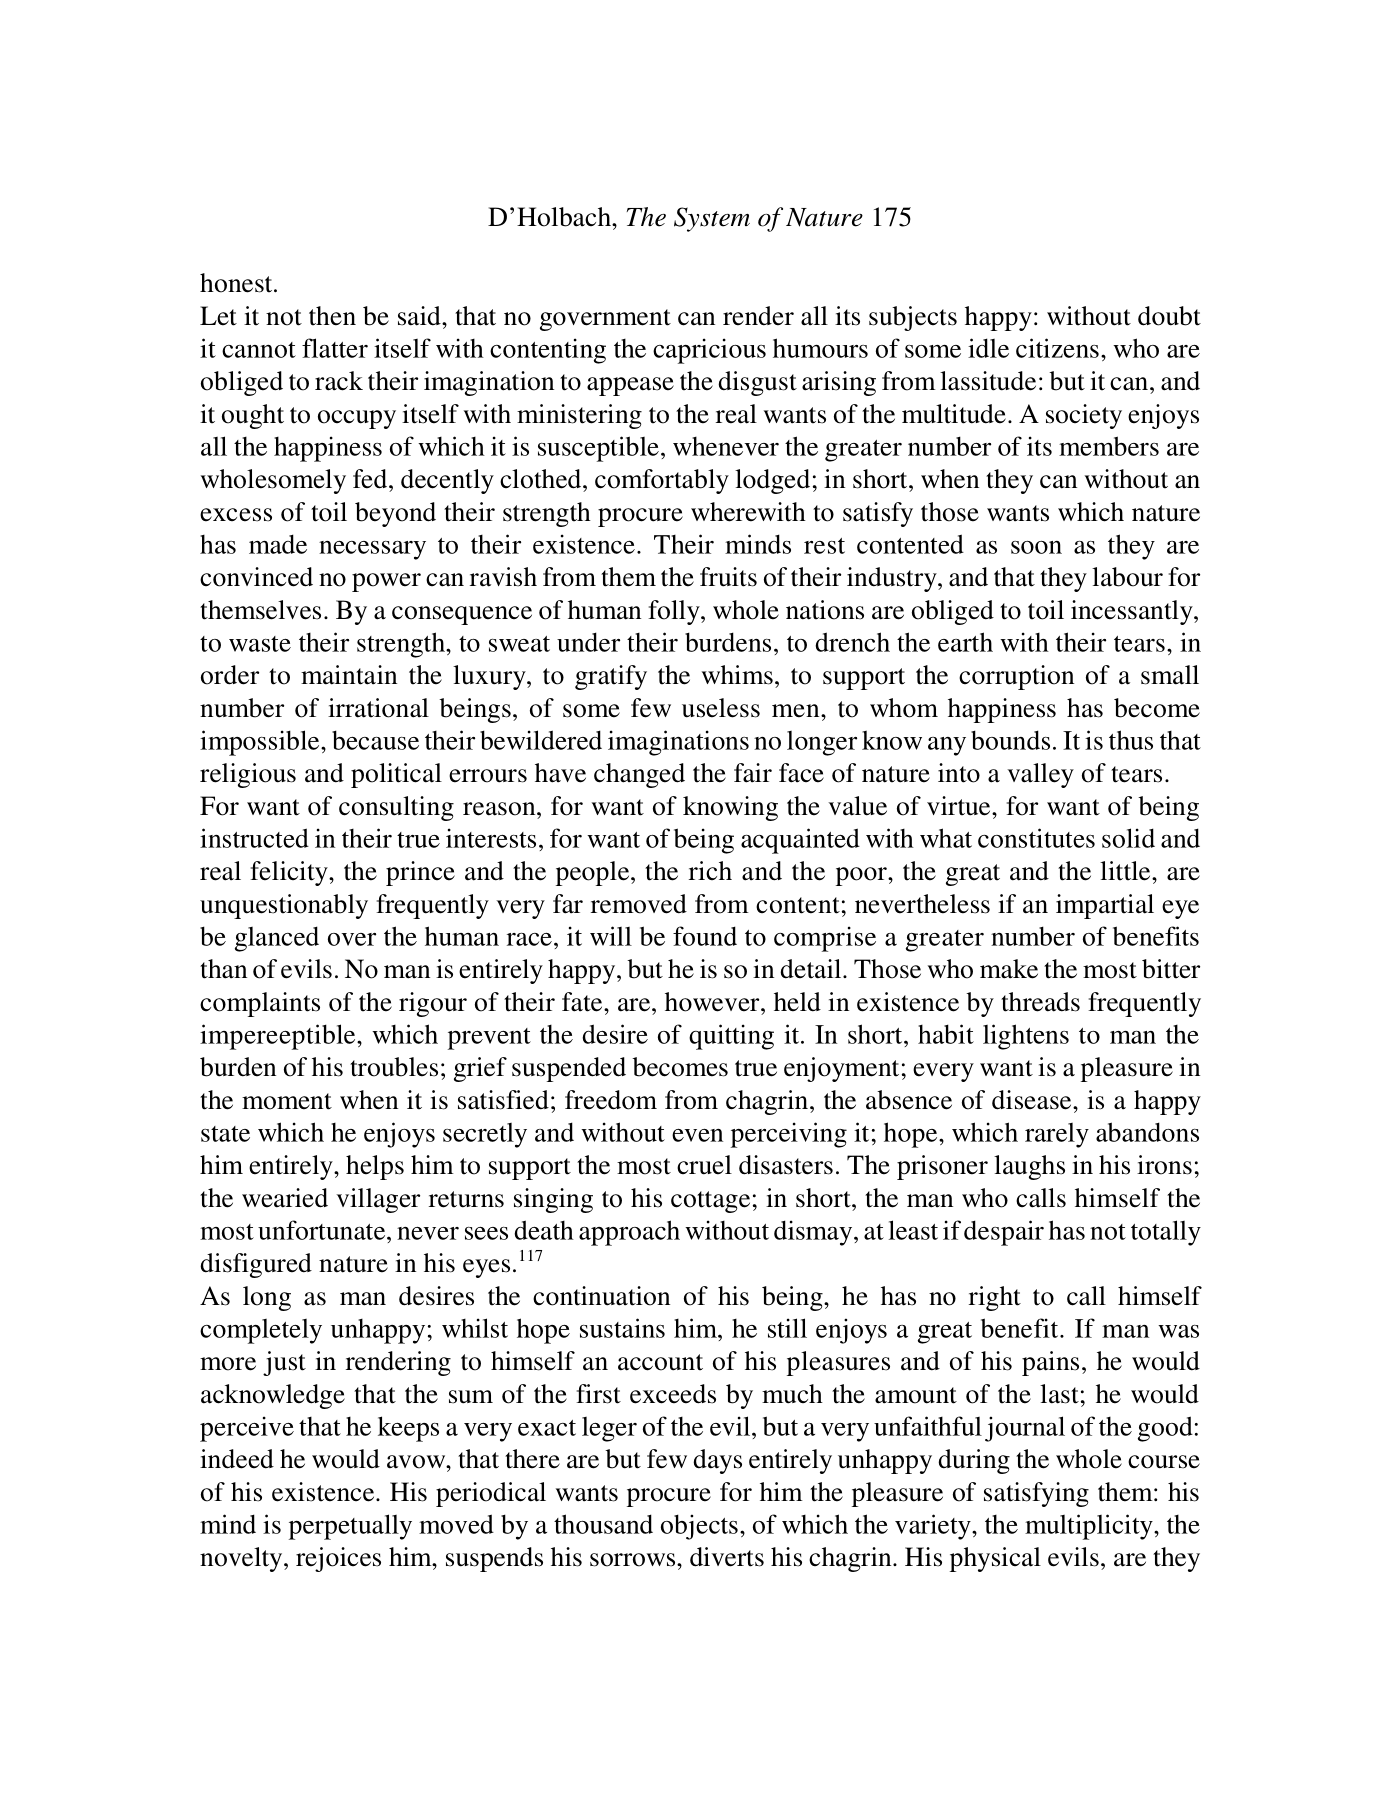 D’Holbach, The System of Nature 175
honest.
Let it not then be said, that no government can render all its subjects happy: without doubt
it cannot flatter itself with contenting the capricious humours of some idle citizens, who are
obliged to rack their imagination to appease the disgust arising from lassitude: but it can, and
it ought to occupy itself with ministering to the real wants of the multitude. A society enjoys
all the happiness of which it is susceptible, whenever the greater number of its members are
wholesomely fed, decently clothed, comfortably lodged; in short, when they can without an
excess of toil beyond their strength procure wherewith to satisfy those wants which nature
has made necessary to their existence. Their minds rest contented as soon as they are
convinced no power can ravish from them the fruits of their industry, and that they labour for
themselves. By a consequence of human folly, whole nations are obliged to toil incessantly,
to waste their strength, to sweat under their burdens, to drench the earth with their tears, in
order to maintain the luxury, to gratify the whims, to support the corruption of a small
number of irrational beings, of some few useless men, to whom happiness has become
impossible, because their bewildered imaginations no longer know any bounds. It is thus that
religious and political errours have changed the fair face of nature into a valley of tears.
For want of consulting reason, for want of knowing the value of virtue, for want of being
instructed in their true interests, for want of being acquainted with what constitutes solid and
real felicity, the prince and the people, the rich and the poor, the great and the little, are
unquestionably frequently very far removed from content; nevertheless if an impartial eye
be glanced over the human race, it will be found to comprise a greater number of benefits
than of evils. No man is entirely happy, but he is so in detail. Those who make the most bitter
complaints of the rigour of their fate, are, however, held in existence by threads frequently
impereeptible, which prevent the desire of quitting it. In short, habit lightens to man the
burden of his troubles; grief suspended becomes true enjoyment; every want is a pleasure in
the moment when it is satisfied; freedom from chagrin, the absence of disease, is a happy
state which he enjoys secretly and without even perceiving it; hope, which rarely abandons
him entirely, helps him to support the most cruel disasters. The prisoner laughs in his irons;
the wearied villager returns singing to his cottage; in short, the man who calls himself the
most unfortunate, never sees death approach without dismay, at least if despair has not totally
disfigured nature in his eyes.117
As long as man desires the continuation of his being, he has no right to call himself
completely unhappy; whilst hope sustains him, he still enjoys a great benefit. If man was
more just in rendering to himself an account of his pleasures and of his pains, he would
acknowledge that the sum of the first exceeds by much the amount of the last; he would
perceive that he keeps a very exact leger of the evil, but a very unfaithful journal of the good:
indeed he would avow, that there are but few days entirely unhappy during the whole course
of his existence. His periodical wants procure for him the pleasure of satisfying them: his
mind is perpetually moved by a thousand objects, of which the variety, the multiplicity, the
novelty, rejoices him, suspends his sorrows, diverts his chagrin. His physical evils, are they